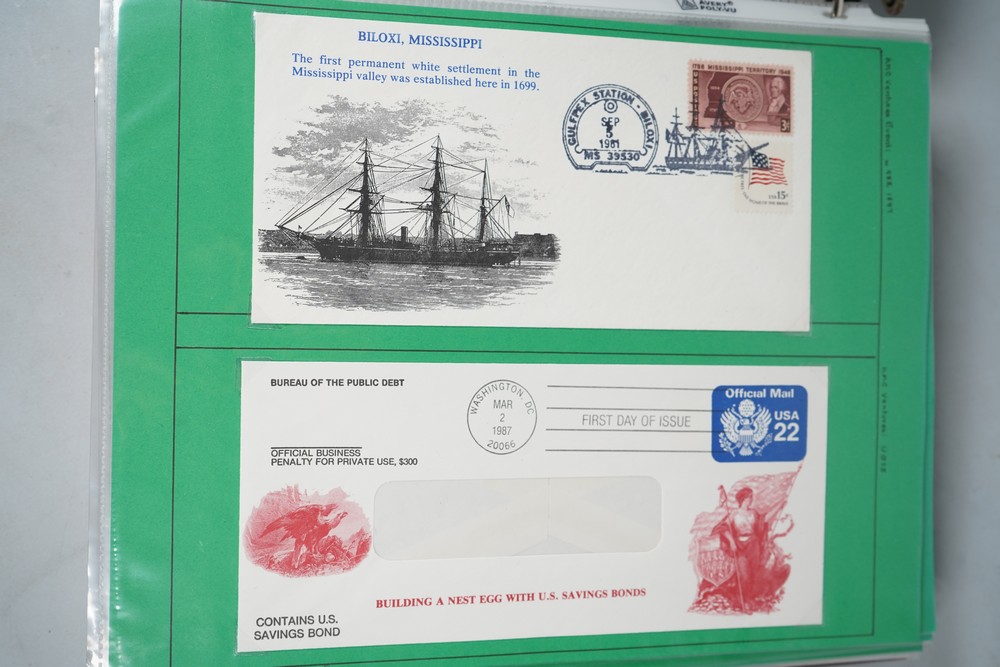 AVERY®
POLY-VU
BILOXI, MISSISSIPPI
The first permanent white settlement in the
Mississippi valley was established here in 1699.
GULFPEX STATION - BILOXI
SEP
5
1981
MS 39530
1798 MISSISSIPPI TERRITORY 1948
3¢
USA 15c
BUREAU OF THE PUBLIC DEBT
OFFICIAL BUSINESS
PENALTY FOR PRIVATE USE, $300
WASHINGTON, DC
MAR
2
1987
20066
FIRST DAY OF ISSUE
Official Mail
USA
22
BUILDING A NEST EGG WITH U.S. SAVINGS BONDS
CONTAINS U.S.
SAVINGS BOND